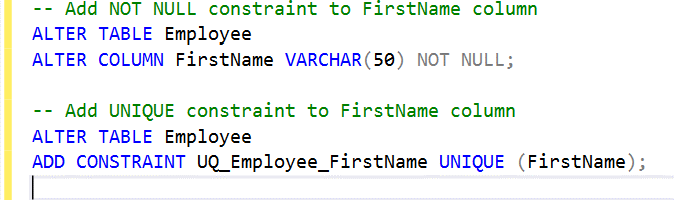 -- Add NOT NULL constraint to FirstName column
ALTER TABLE Employee
ALTER COLUMN FirstName VARCHAR(50) NOT NULL;
-- Add UNIQUE constraint to FirstName column
ALTER TABLE Employee
ADD CONSTRAINT UQ_Employee_FirstName UNIQUE (FirstName);